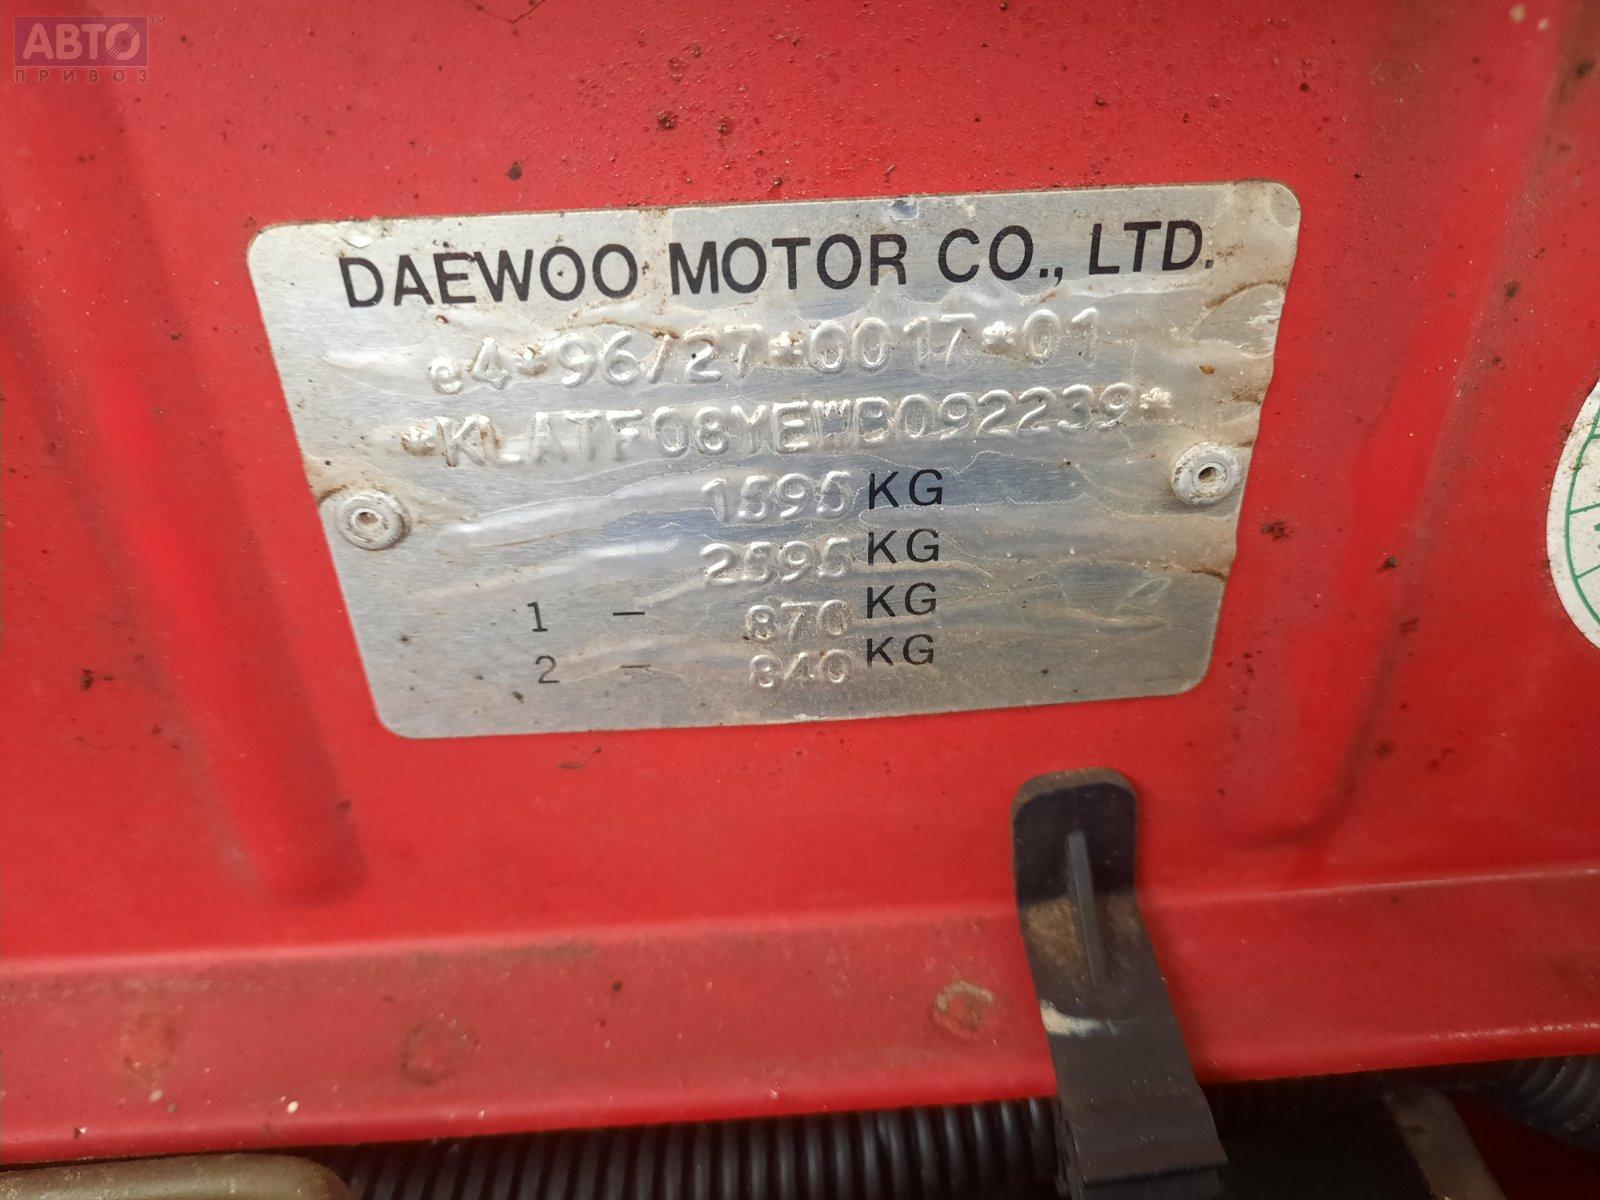 АВТО™
ПРИВОЗ
DAEWOO MOTOR CO., LTD.
e4*96/27*0017*01
*KLATF08YEWB092239*
1595 KG
2595 KG
1 – 870 KG
2 – 840 KG